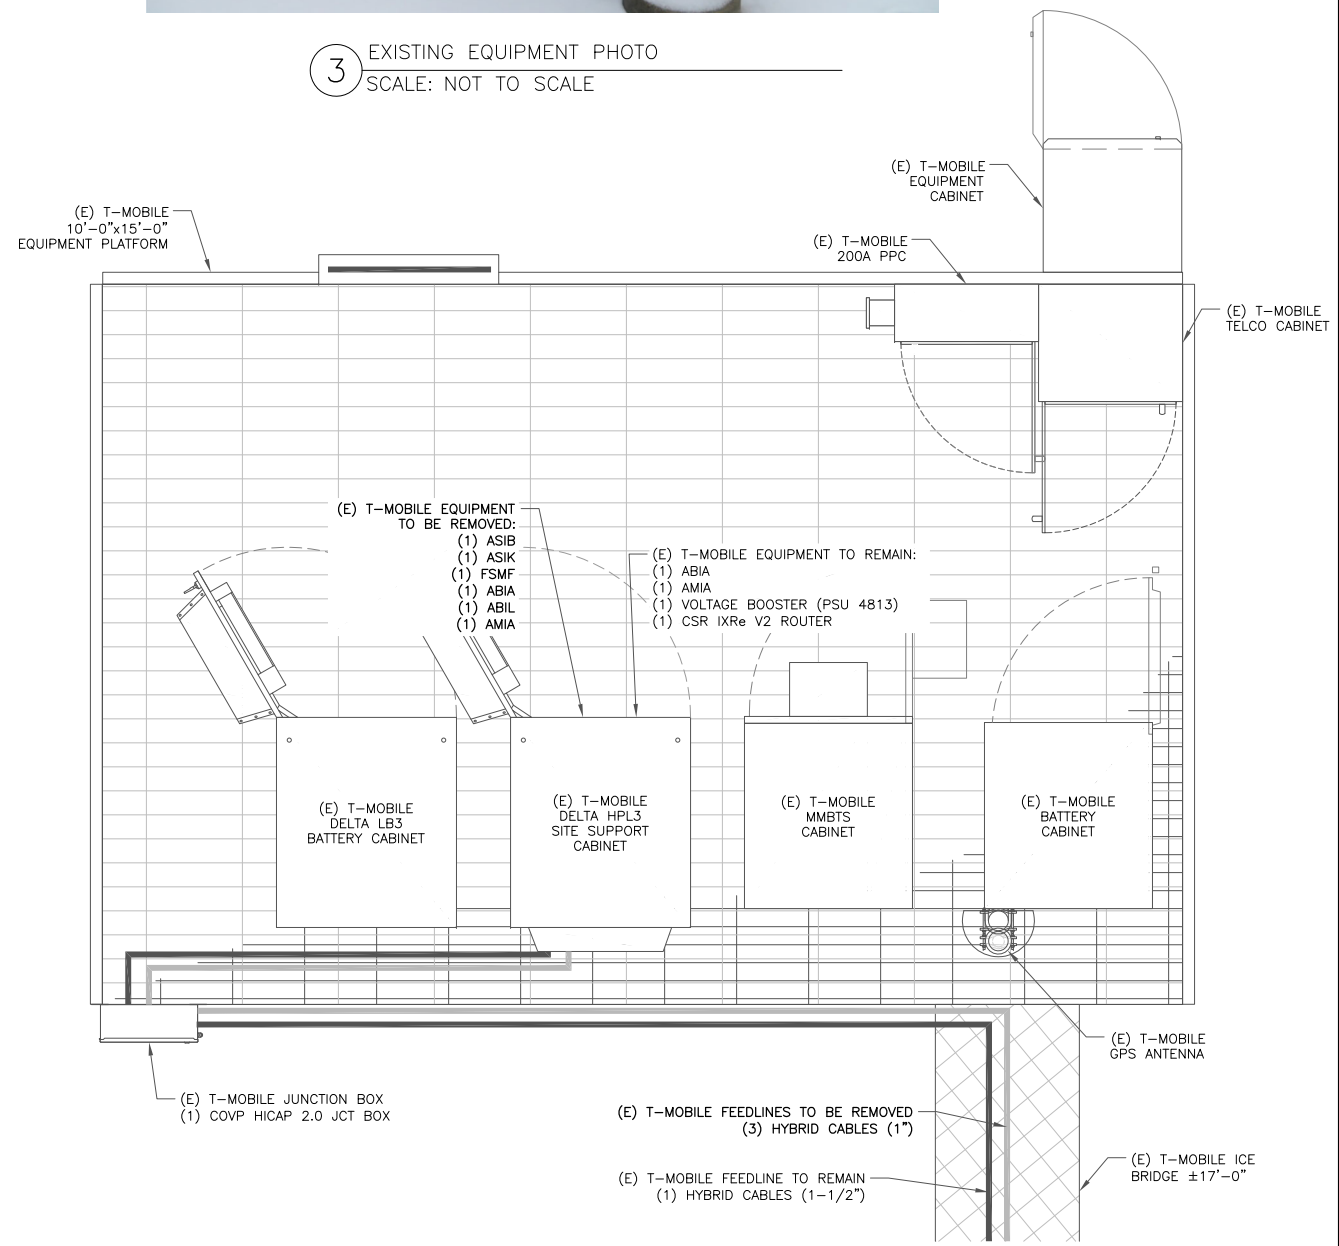 3
EXISTING EQUIPMENT PHOTO
SCALE: NOT TO SCALE
(E) T-MOBILE
EQUIPMENT
CABINET
(E) T-MOBILE
10'-0"x15'-0"
EQUIPMENT PLATFORM
(E) T-MOBILE
200A PPC
(E) T-MOBILE
TELCO CABINET
(E) T-MOBILE EQUIPMENT
TO BE REMOVED:
(1) ASIB
(1) ASIK
(1) FSMF
(1) ABIA
(1) ABIL
(1) AMIA
(E) T-MOBILE EQUIPMENT TO REMAIN:
(1) ABIA
(1) AMIA
(1) VOLTAGE BOOSTER (PSU 4813)
(1) CSR IXRe V2 ROUTER
(E) T-MOBILE
DELTA LB3
BATTERY CABINET
(E) T-MOBILE
DELTA HPL3
SITE SUPPORT
CABINET
(E) T-MOBILE
MMBTS
CABINET
(E) T-MOBILE
BATTERY
CABINET
(E) T-MOBILE
GPS ANTENNA
(E) T-MOBILE JUNCTION BOX
(1) COVP HICAP 2.0 JCT BOX
(E) T-MOBILE FEEDLINES TO BE REMOVED
(3) HYBRID CABLES (1")
(E) T-MOBILE FEEDLINE TO REMAIN
(1) HYBRID CABLES (1-1/2")
(E) T-MOBILE ICE
BRIDGE ±17'-0"